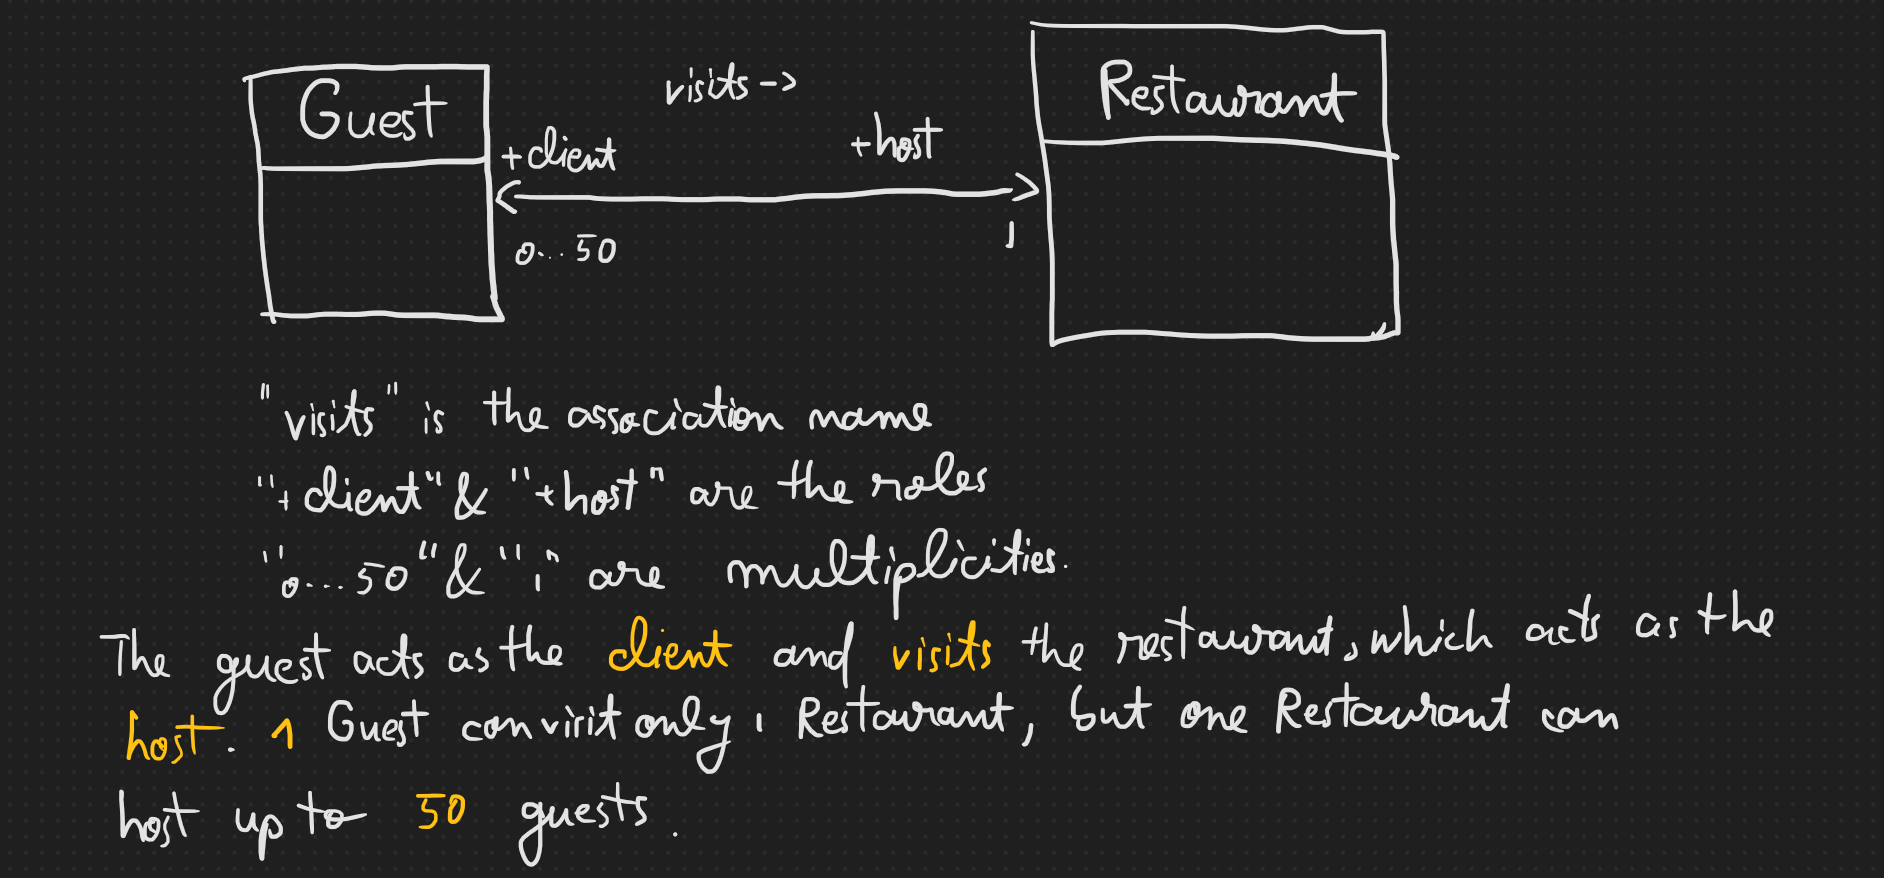 Guest
visits ->
Restaurant
+client
+host
0...50
1
"visits" is the association name
"+client" & "+host" are the roles
"0...50" & "1" are multiplicities.
The guest acts as the client and visits the restaurant, which acts as the
host. 1 Guest can visit only 1 Restaurant, but one Restaurant can
host up to 50 guests.